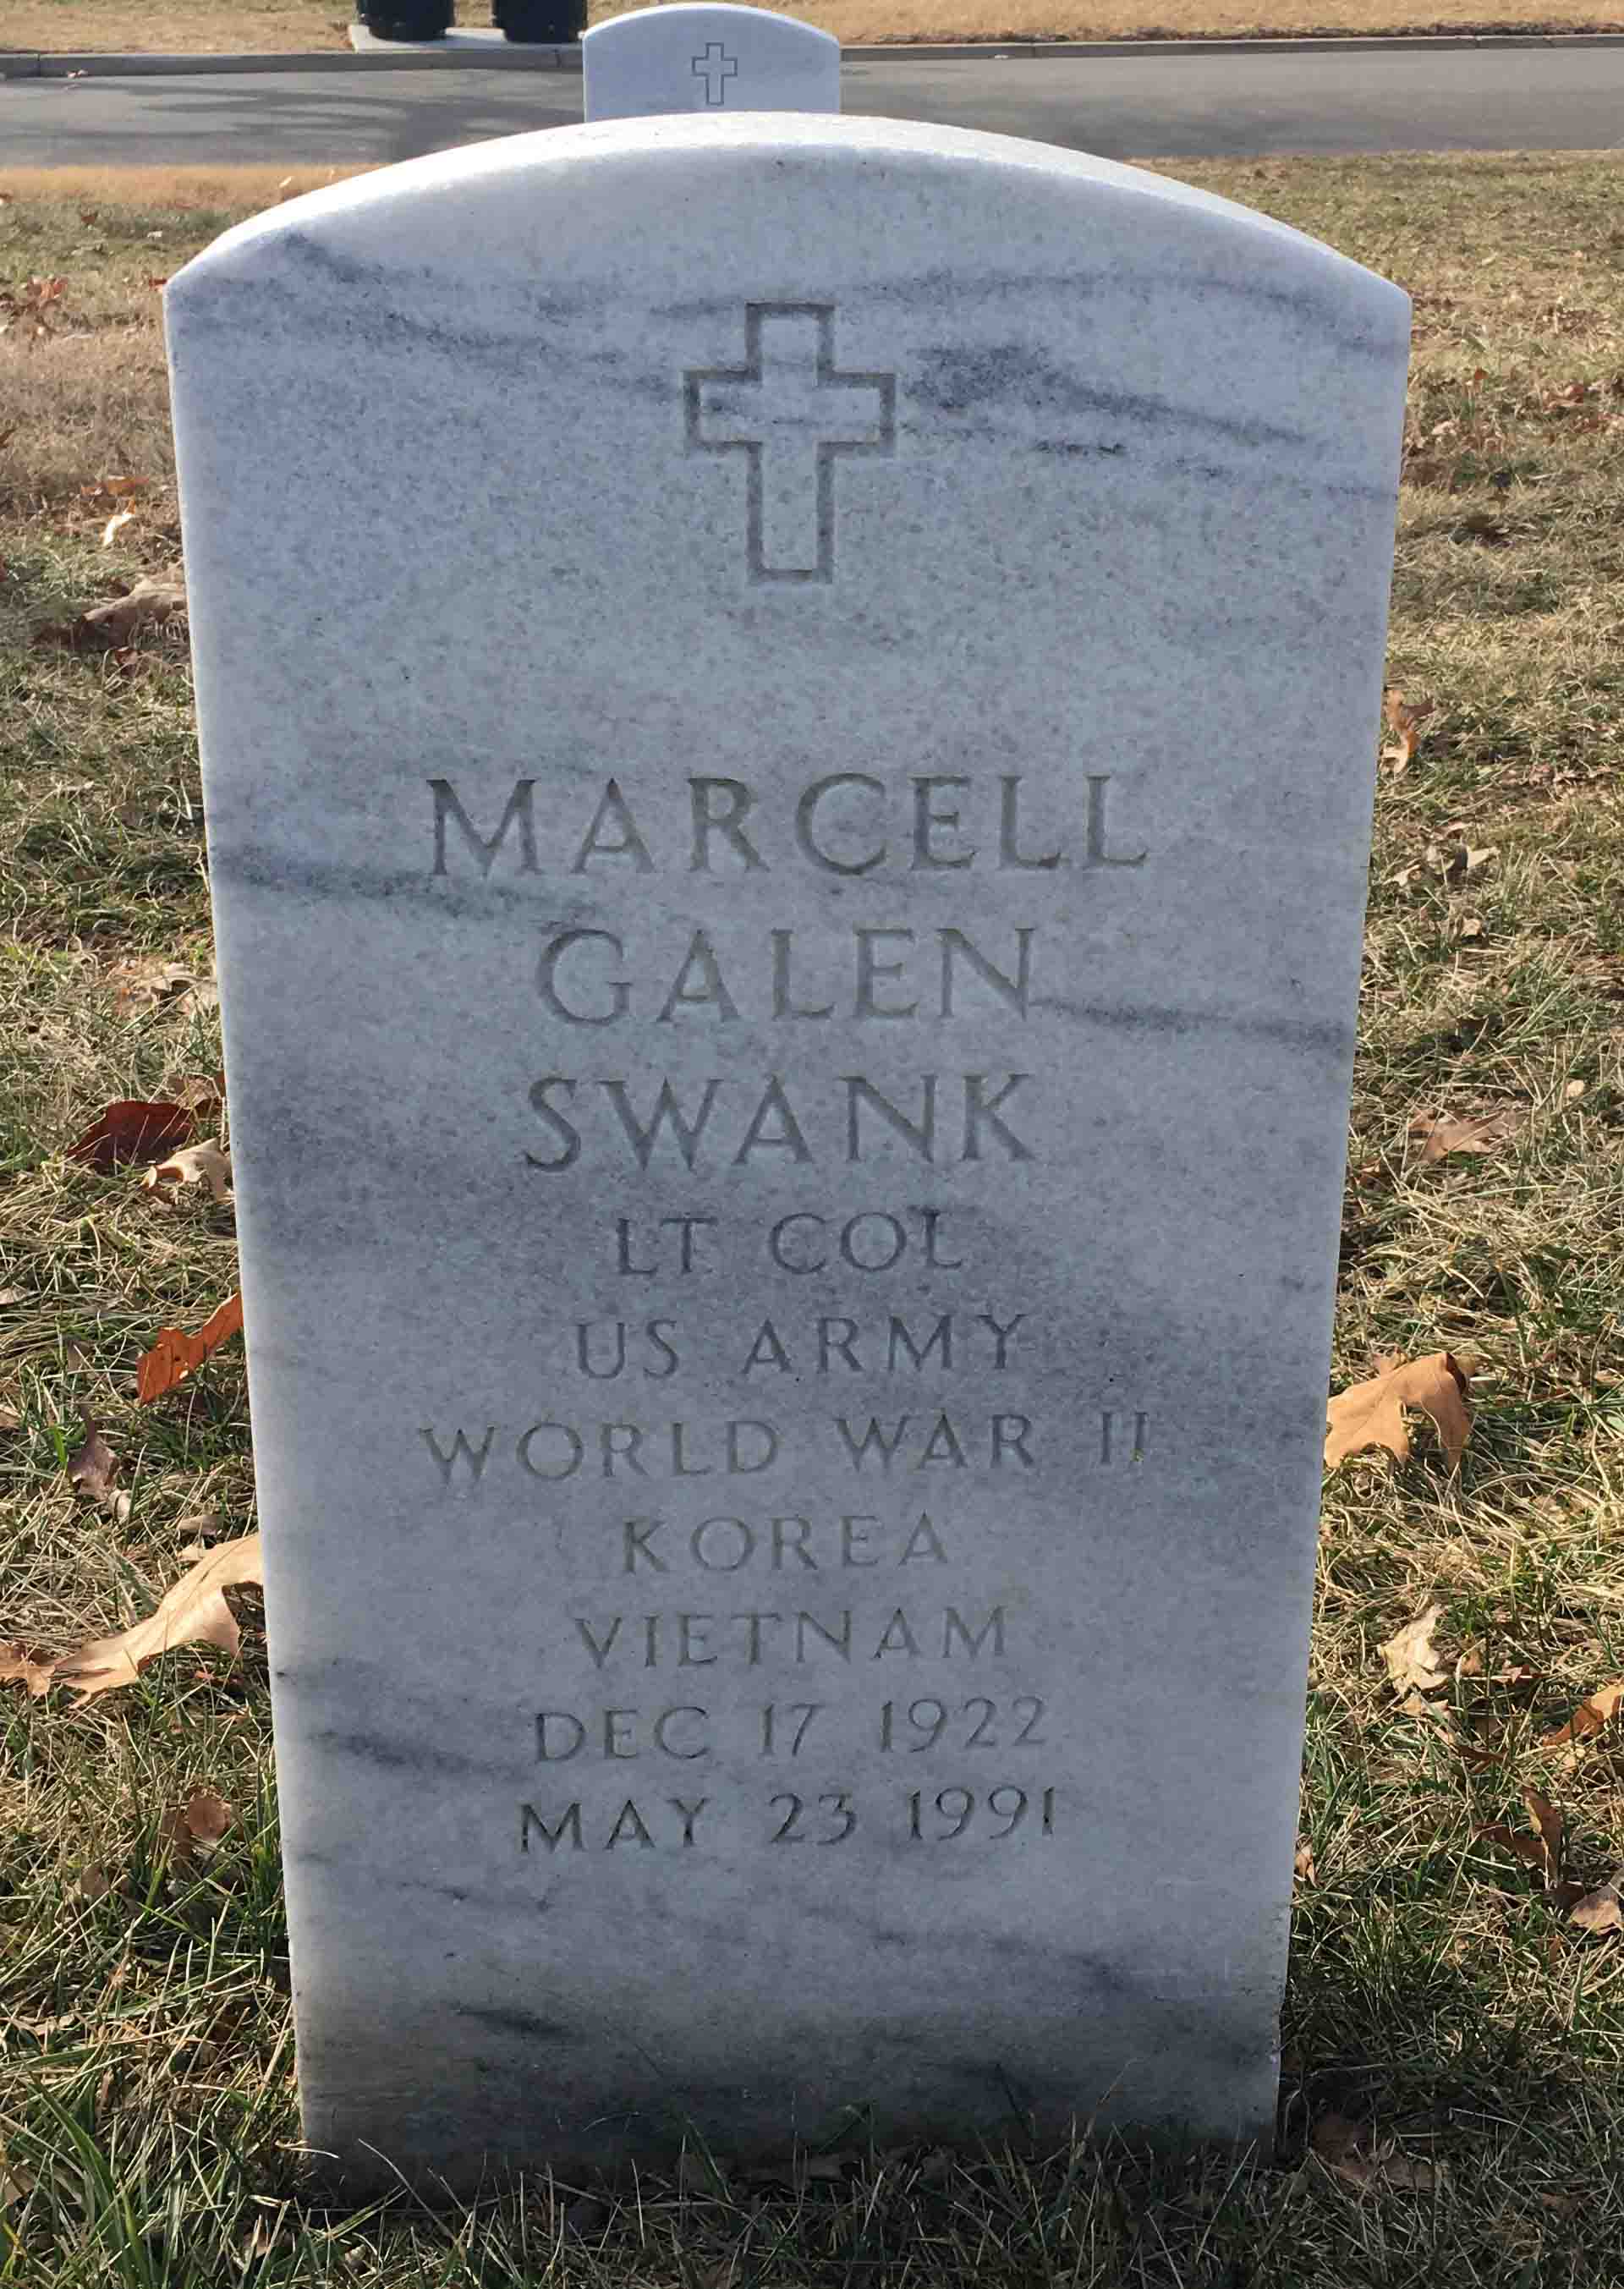 MARCELL
GALEN
SWANK
LT COL
US ARMY
WORLD WAR II
KOREA
VIETNAM
DEC 17 1922
MAY 23 1991